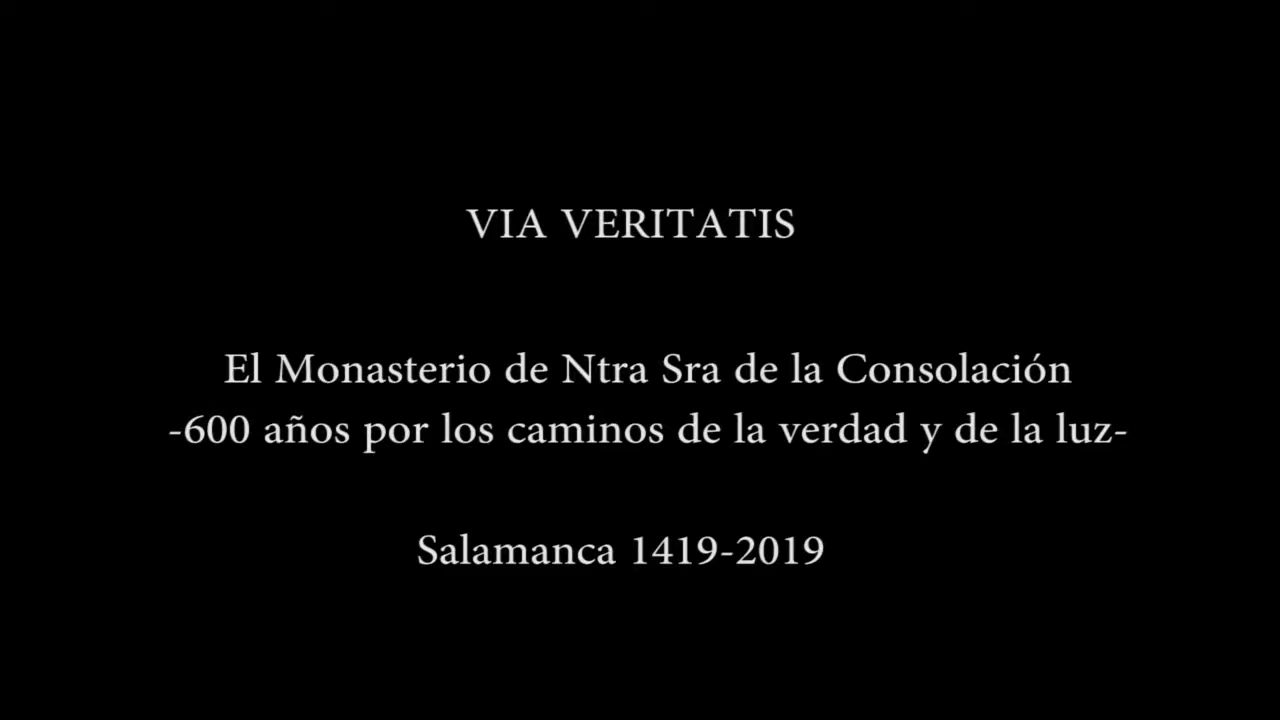 VIA VERITATIS
El Monasterio de Ntra Sra de la Consolación
-600 años por los caminos de la verdad y de la luz-
Salamanca 1419-2019